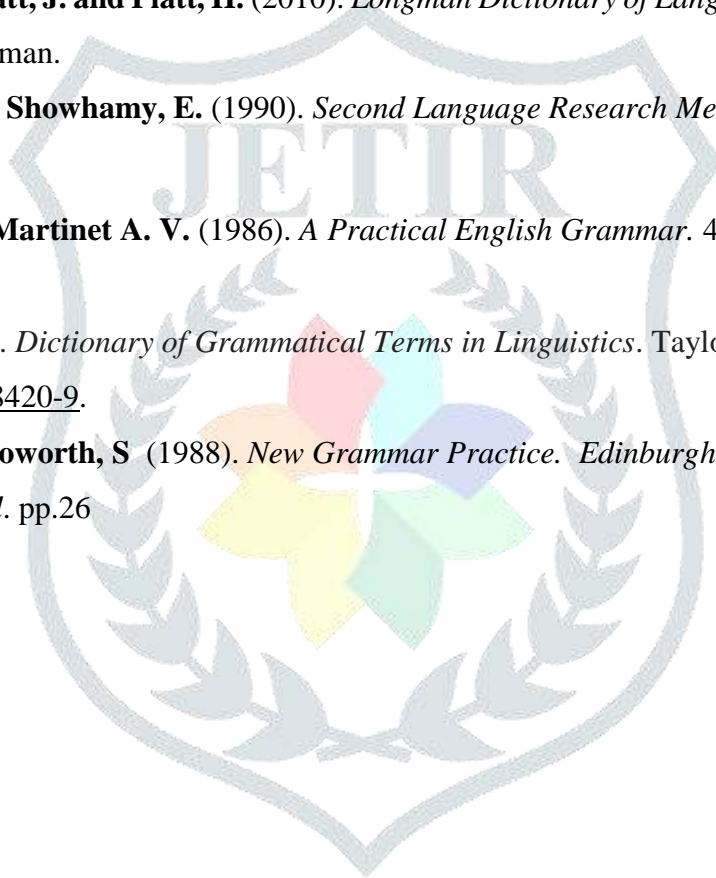 att, J. and Platt, H. (2010). Longman Dictionary of Lang
man.
Showhamy, E. (1990). Second Language Research Me
JETIR
Martinet A. V. (1986). A Practical English Grammar. 4
. Dictionary of Grammatical Terms in Linguistics. Taylo
8420-9.
oworth, S (1988). New Grammar Practice. Edinburgh
. pp.26